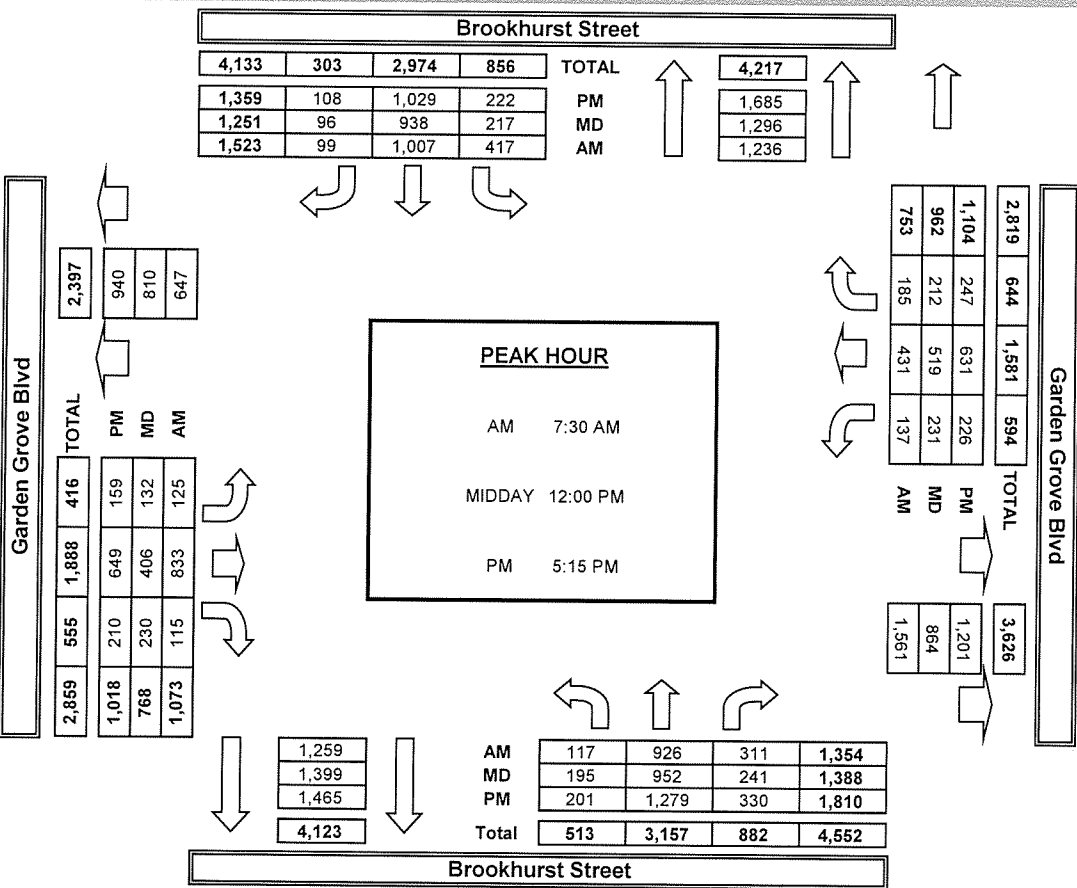 Brookhurst Street
4,133 303 2,974 856 TOTAL 4,217
1,359 108 1,029 222 PM 1,685
1,251 96 938 217 MD 1,296
1,523 99 1,007 417 AM 1,236
Garden Grove Blvd
2,397
940
810
647
TOTAL 416 1,888 555 2,859
PM 159 649 210 1,018
MD 132 406 230 768
AM 125 833 115 1,073
PEAK HOUR
AM 7:30 AM
MIDDAY 12:00 PM
PM 5:15 PM
Garden Grove Blvd
2,819 644 1,581 594 TOTAL
1,104 247 631 226 PM
962 212 519 231 MD
753 185 431 137 AM
3,626
1,201
864
1,561
1,259
1,399
1,465
4,123
AM 117 926 311 1,354
MD 195 952 241 1,388
PM 201 1,279 330 1,810
Total 513 3,157 882 4,552
Brookhurst Street